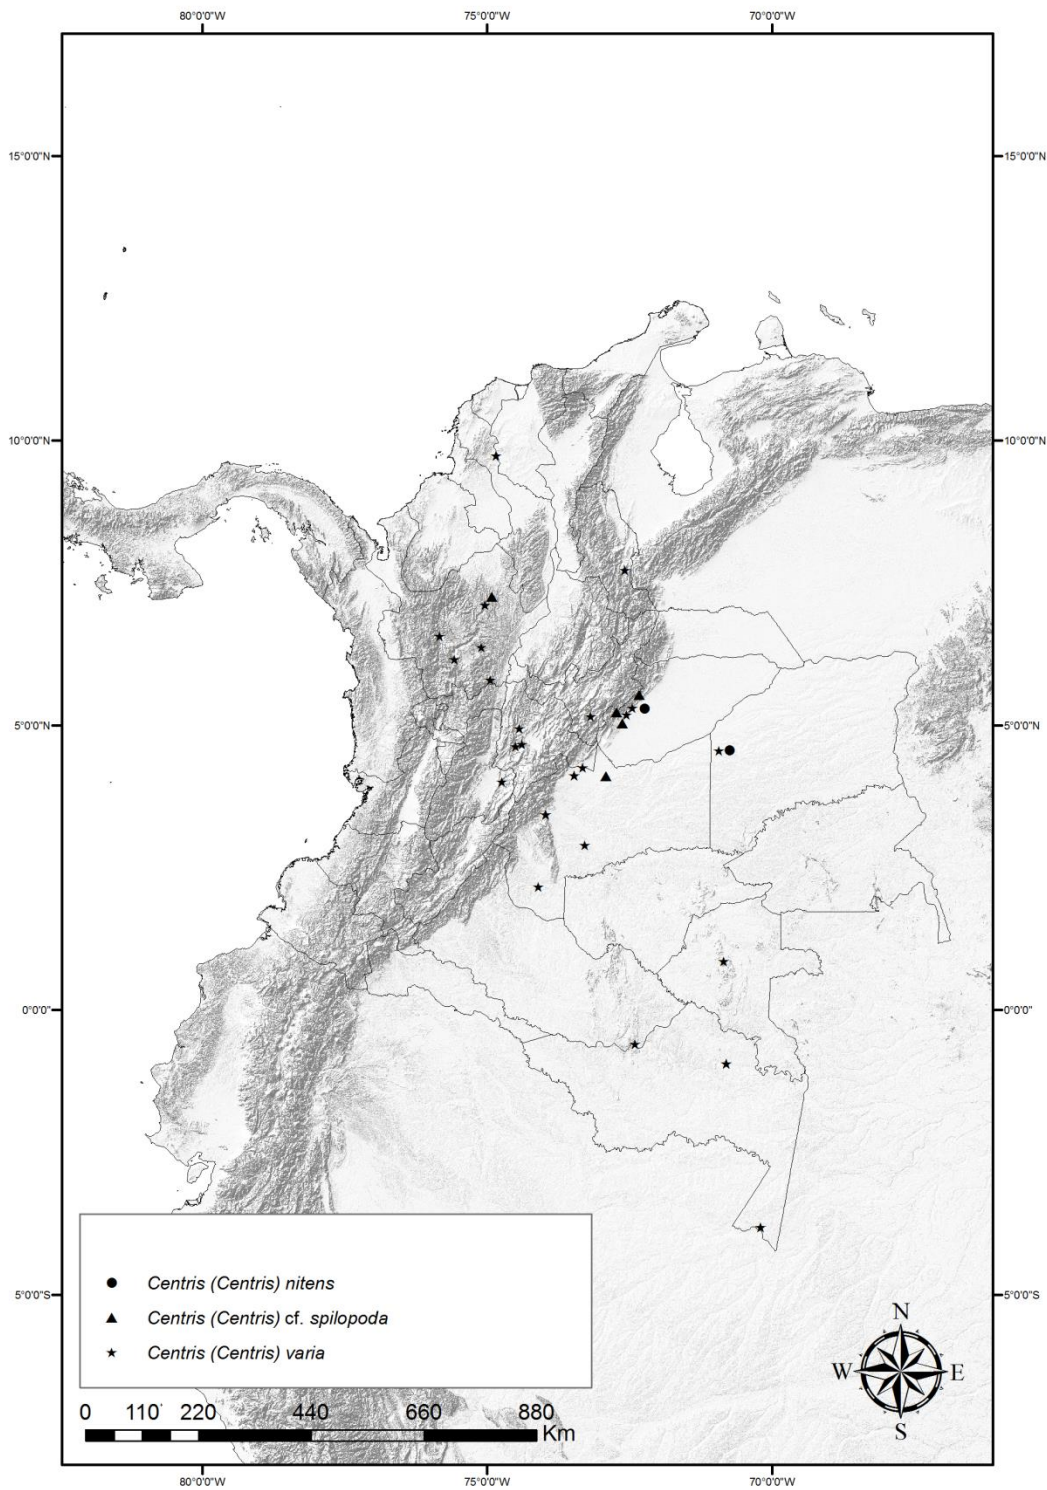 80°0'0"W 75°0'0"W 70°0'0"W
15°0'0"N 15°0'0"N
10°0'0"N 10°0'0"N
5°0'0"N 5°0'0"N
0°0'0" 0°0'0"
Centris (Centris) nitens
Centris (Centris) cf. spilopoda
Centris (Centris) varia
5°0'0"S 5°0'0"S
N
W E
S
0 110 220 440 660 880
Km
80°0'0"W 75°0'0"W 70°0'0"W